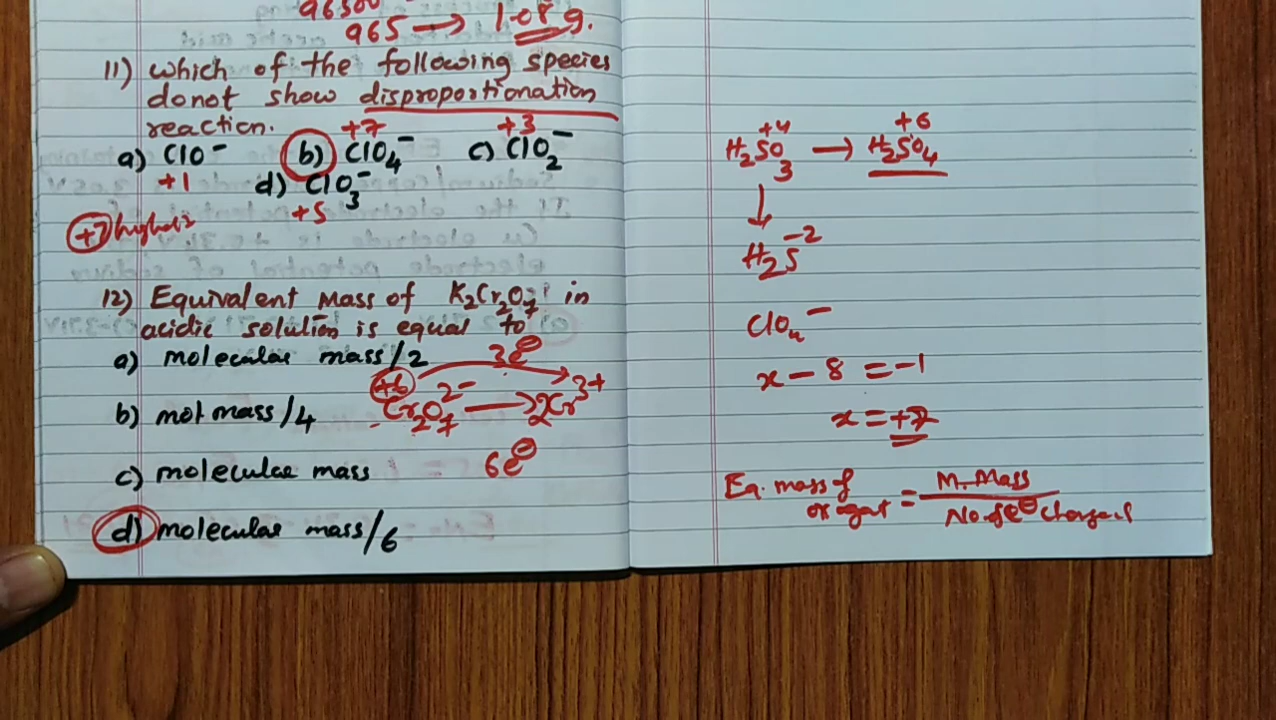 965 → 1.08 g.
11) which of the following species
donot show disproportionation
reaction.
+7 +3
a) ClO⁻ b) ClO₄⁻ c) ClO₂⁻
+1 d) ClO₃⁻
+5
+7
12) Equivalent Mass of K₂Cr₂O₇ in
acidic solution is equal to
a) molecular mass/2 3e⊖
+6
b) mol mass/4 Cr₂O₇²⁻ → 2Cr³⁺
c) molecular mass 6e⊖
d) molecular mass/6
+4 +6
H₂SO₃ → H₂SO₄
↓
H₂S⁻²
ClO₄⁻
x - 8 = -1
x = +7
Eq. mass of = M. Mass
No. of e⊖